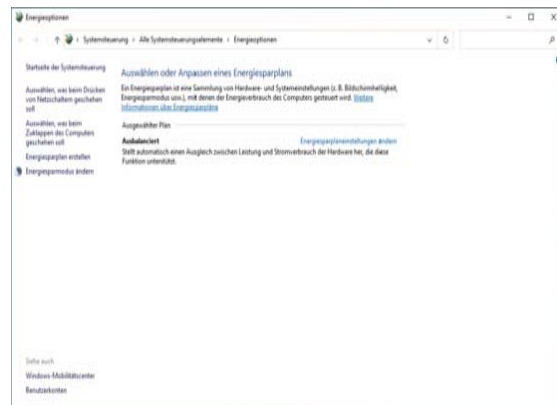 Energieoptionen
Systemsteuerung › Alle Systemsteuerungselemente › Energieoptionen
Startseite der Systemsteuerung
Auswählen, was beim Drücken
von Netzschaltern geschehen
soll
Auswählen, was beim
Zuklappen des Computers
geschehen soll
Energiesparplan erstellen
Energiesparmodus ändern
Auswählen oder Anpassen eines Energiesparplans
Ein Energiesparplan ist eine Sammlung von Hardware- und Systemeinstellungen (z. B. Bildschirmhelligkeit,
Energiesparmodus usw.), mit denen der Energieverbrauch des Computers gesteuert wird. Weitere
Informationen über Energiesparpläne
Ausgewählter Plan
Ausbalanciert Energiesparplaneinstellungen ändern
Stellt automatisch einen Ausgleich zwischen Leistung und Stromverbrauch der Hardware her, die diese
Funktion unterstützt.
Siehe auch
Windows-Mobilitätscenter
Benutzerkonten